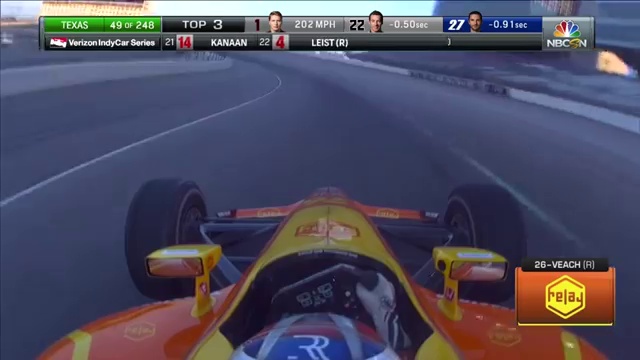 TEXAS 49 OF 248 TOP 3 1 202 MPH 22 -0.50sec 27 -0.91sec
Verizon IndyCar Series 21 14 KANAAN 22 4 LEIST (R) NBCSN
26-VEACH (R)
relay